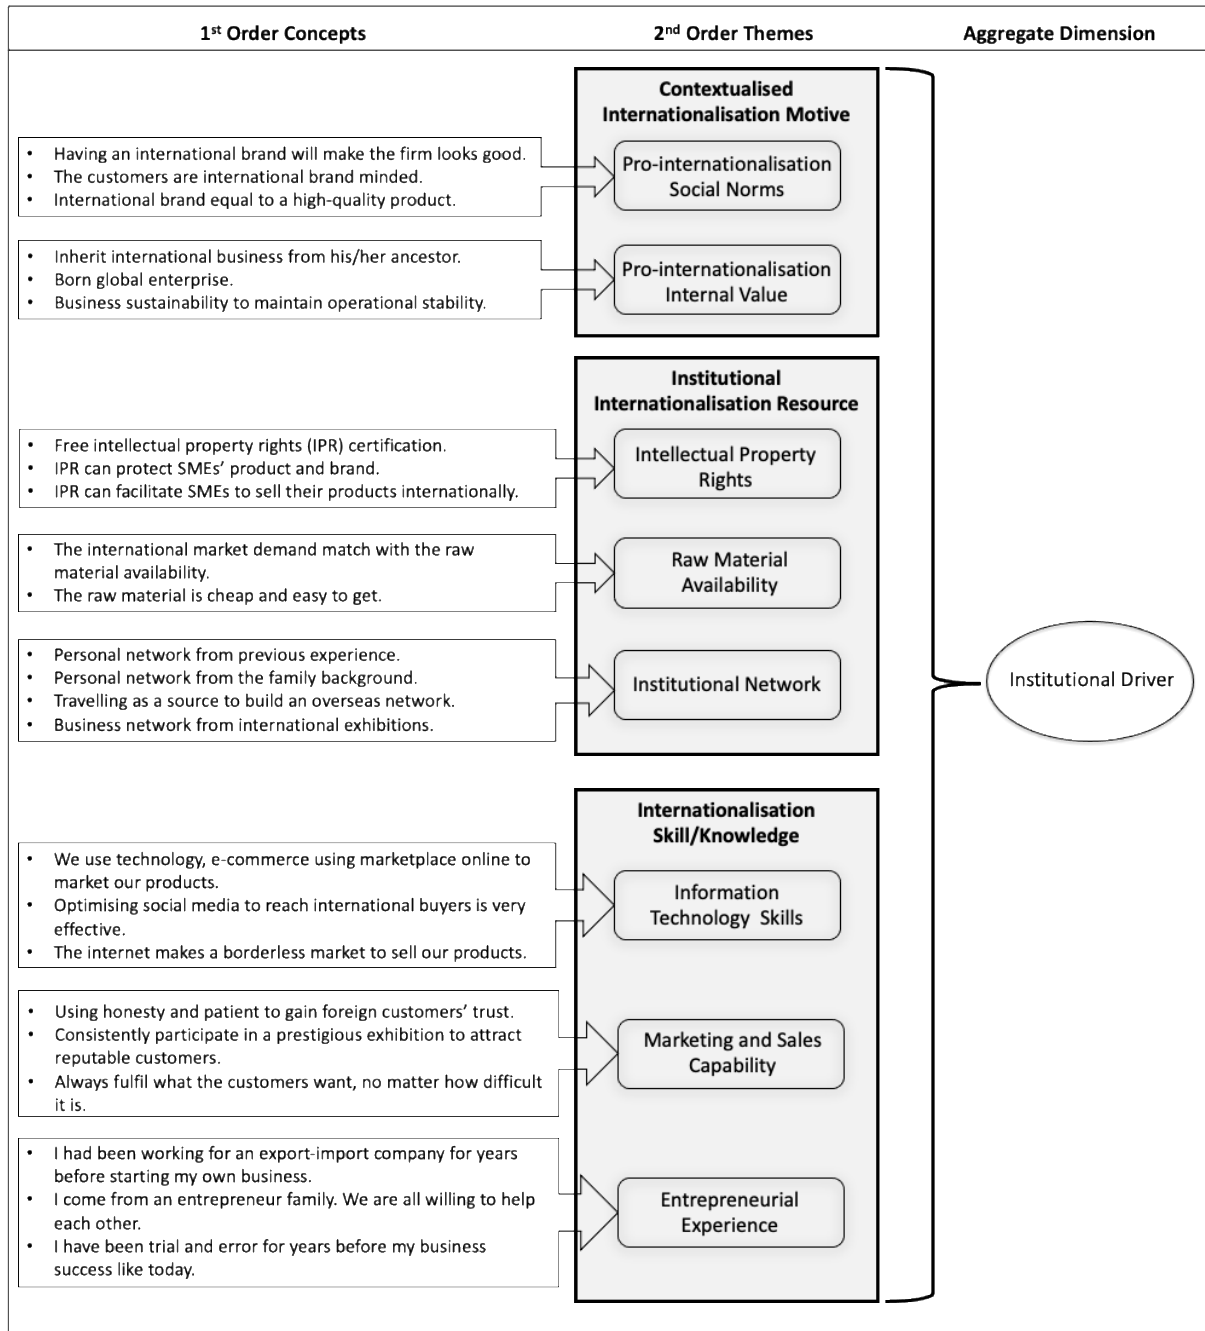 1st Order Concepts
2nd Order Themes
Aggregate Dimension
Contextualised
Internationalisation Motive
• Having an international brand will make the firm looks good.
• The customers are international brand minded.
• International brand equal to a high-quality product.
Pro-internationalisation
Social Norms
• Inherit international business from his/her ancestor.
• Born global enterprise.
• Business sustainability to maintain operational stability.
Pro-internationalisation
Internal Value
Institutional
Internationalisation Resource
• Free intellectual property rights (IPR) certification.
• IPR can protect SMEs’ product and brand.
• IPR can facilitate SMEs to sell their products internationally.
Intellectual Property
Rights
• The international market demand match with the raw
material availability.
• The raw material is cheap and easy to get.
Raw Material
Availability
• Personal network from previous experience.
• Personal network from the family background.
• Travelling as a source to build an overseas network.
• Business network from international exhibitions.
Institutional Network
Institutional Driver
Internationalisation
Skill/Knowledge
• We use technology, e-commerce using marketplace online to
market our products.
• Optimising social media to reach international buyers is very
effective.
• The internet makes a borderless market to sell our products.
Information
Technology Skills
• Using honesty and patient to gain foreign customers’ trust.
• Consistently participate in a prestigious exhibition to attract
reputable customers.
• Always fulfil what the customers want, no matter how difficult
it is.
Marketing and Sales
Capability
• I had been working for an export-import company for years
before starting my own business.
• I come from an entrepreneur family. We are all willing to help
each other.
• I have been trial and error for years before my business
success like today.
Entrepreneurial
Experience